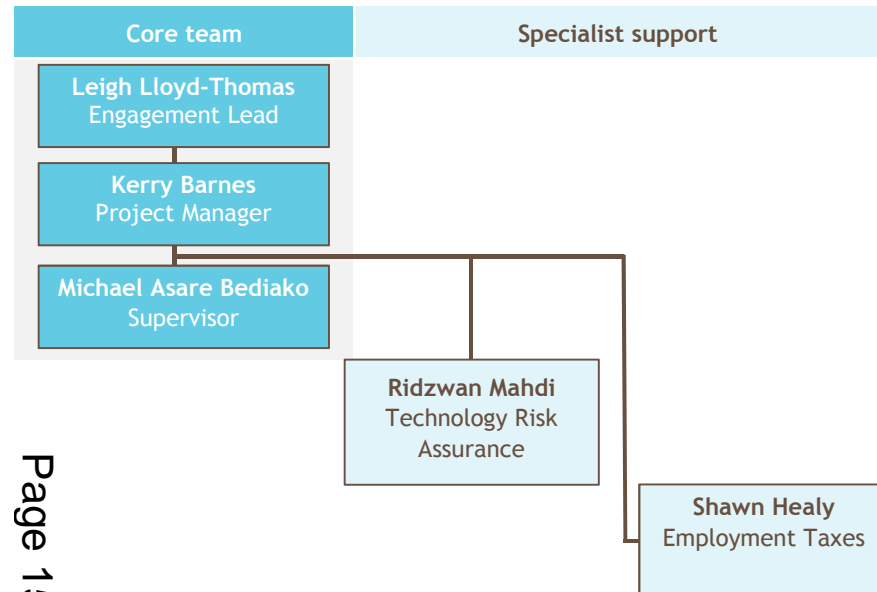 Core team
Specialist support
Leigh Lloyd-Thomas
Engagement Lead
Kerry Barnes
Project Manager
Michael Asare Bediako
Supervisor
Ridzwan Mahdi
Technology Risk
Assurance
Shawn Healy
Employment Taxes
Page